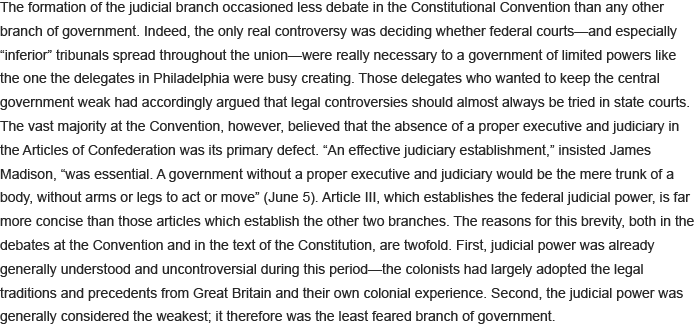 The formation of the judicial branch occasioned less debate in the Constitutional Convention than any other
branch of government. Indeed, the only real controversy was deciding whether federal courts—and especially
“inferior” tribunals spread throughout the union—were really necessary to a government of limited powers like
the one the delegates in Philadelphia were busy creating. Those delegates who wanted to keep the central
government weak had accordingly argued that legal controversies should almost always be tried in state courts.
The vast majority at the Convention, however, believed that the absence of a proper executive and judiciary in
the Articles of Confederation was its primary defect. “An effective judiciary establishment,” insisted James
Madison, “was essential. A government without a proper executive and judiciary would be the mere trunk of a
body, without arms or legs to act or move” (June 5). Article III, which establishes the federal judicial power, is far
more concise than those articles which establish the other two branches. The reasons for this brevity, both in the
debates at the Convention and in the text of the Constitution, are twofold. First, judicial power was already
generally understood and uncontroversial during this period—the colonists had largely adopted the legal
traditions and precedents from Great Britain and their own colonial experience. Second, the judicial power was
generally considered the weakest; it therefore was the least feared branch of government.